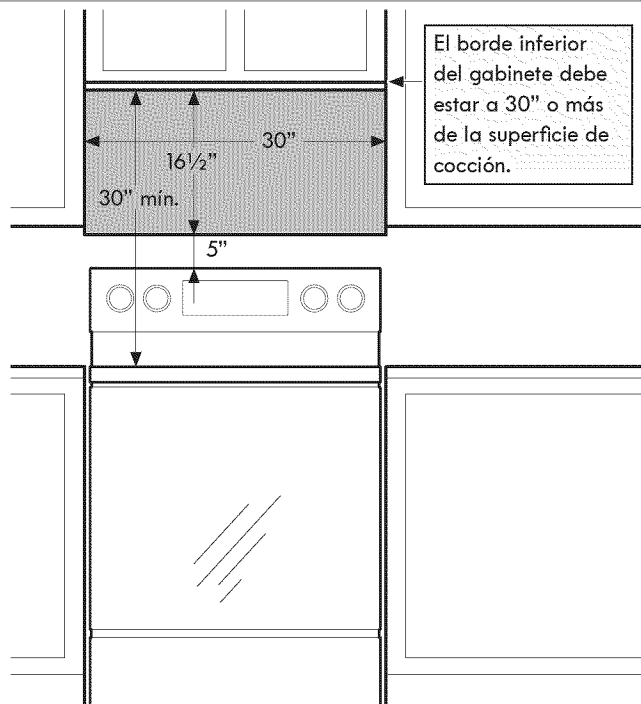 El borde inferior
del gabinete debe
estar a 30” o más
de la superficie de
cocción.
30”
16½”
30” mín.
5”